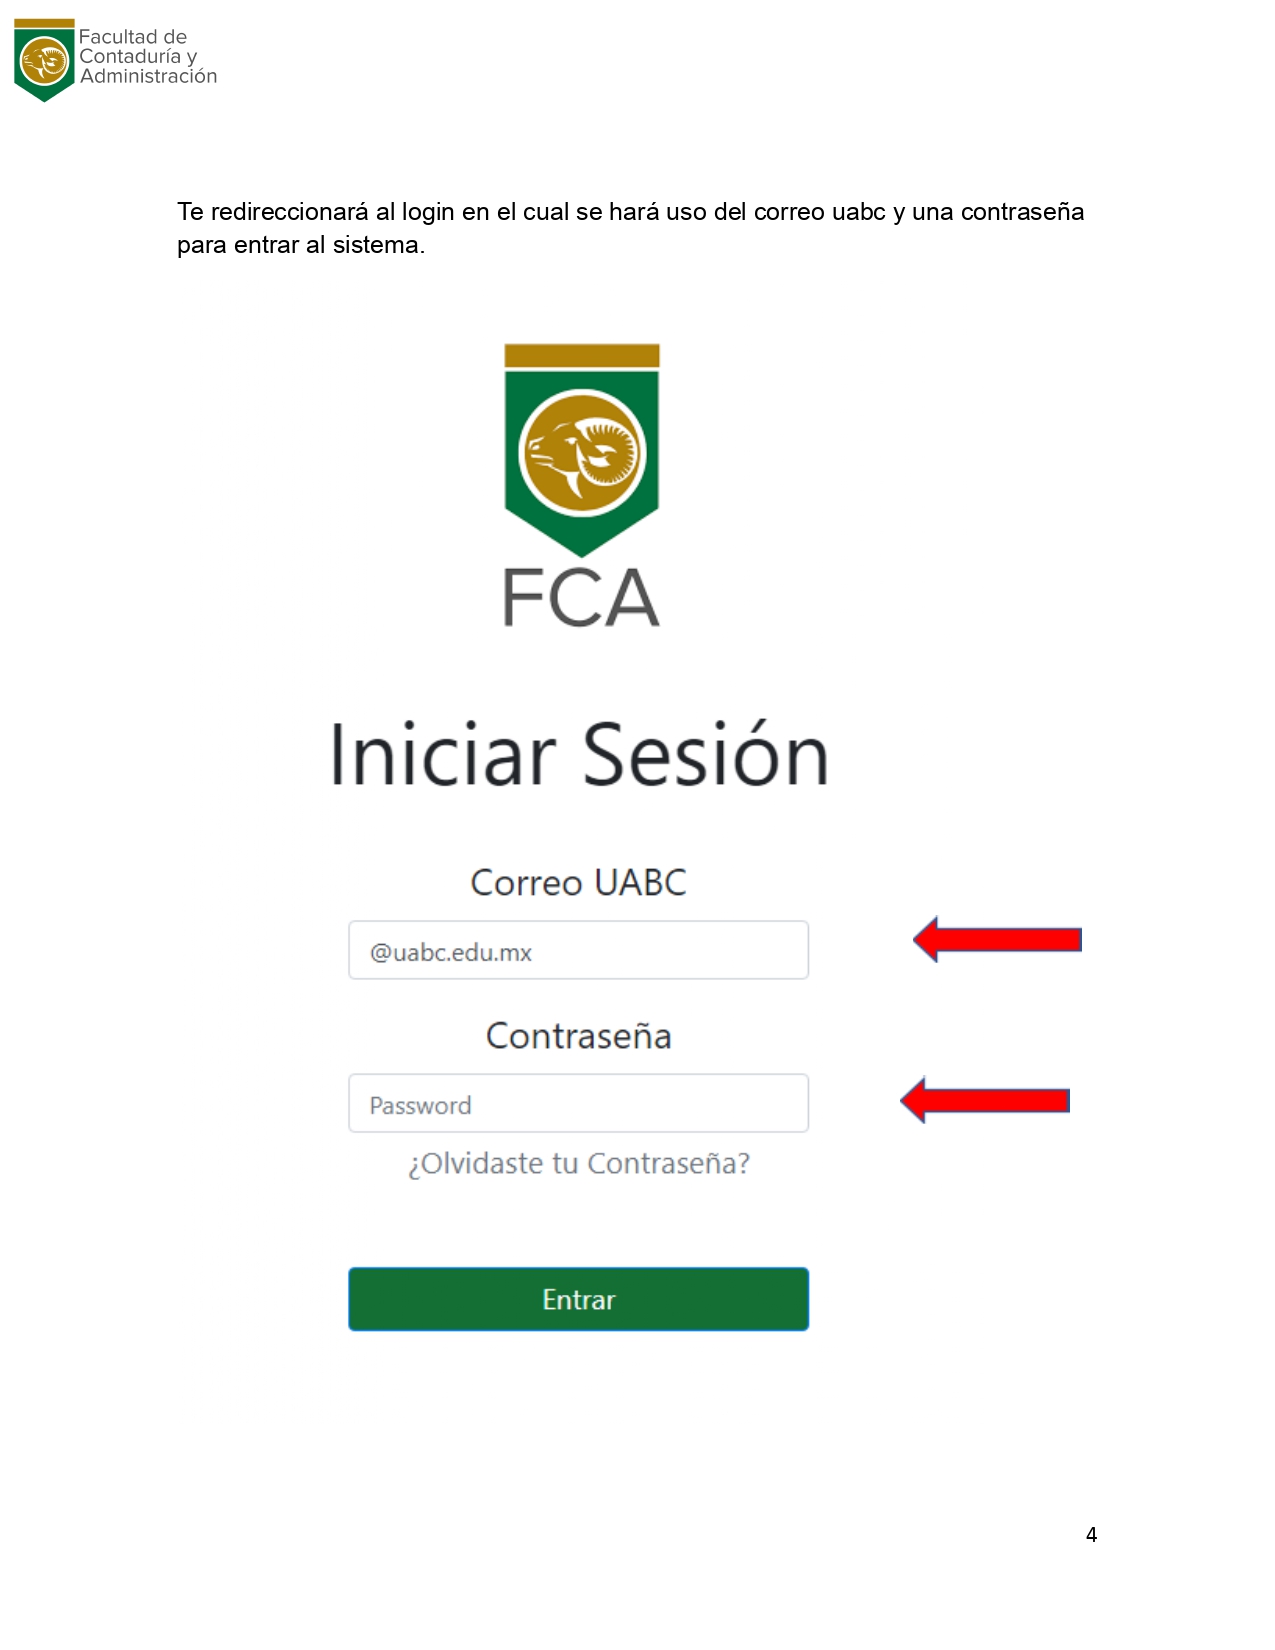 Facultad de
Contaduría y
Administración
Te redireccionará al login en el cual se hará uso del correo uabc y una contraseña
para entrar al sistema.
FCA
Iniciar Sesión
Correo UABC
@uabc.edu.mx
Contraseña
Password
¿Olvidaste tu Contraseña?
Entrar
4